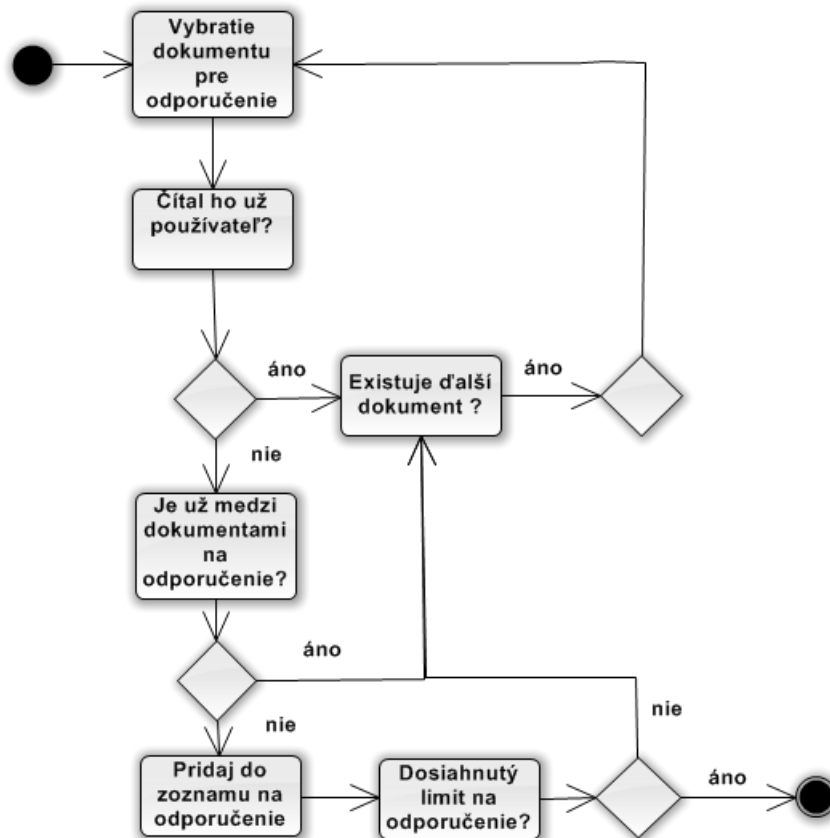 Vybratie
dokumentu
pre
odporučenie
Čítal ho už
používateľ?
áno
Existuje ďalší
dokument ?
áno
nie
Je už medzi
dokumentami
na
odporučenie?
áno
nie
Pridaj do
zoznamu na
odporučenie
Dosiahnutý
limit na
odporučenie?
nie
áno